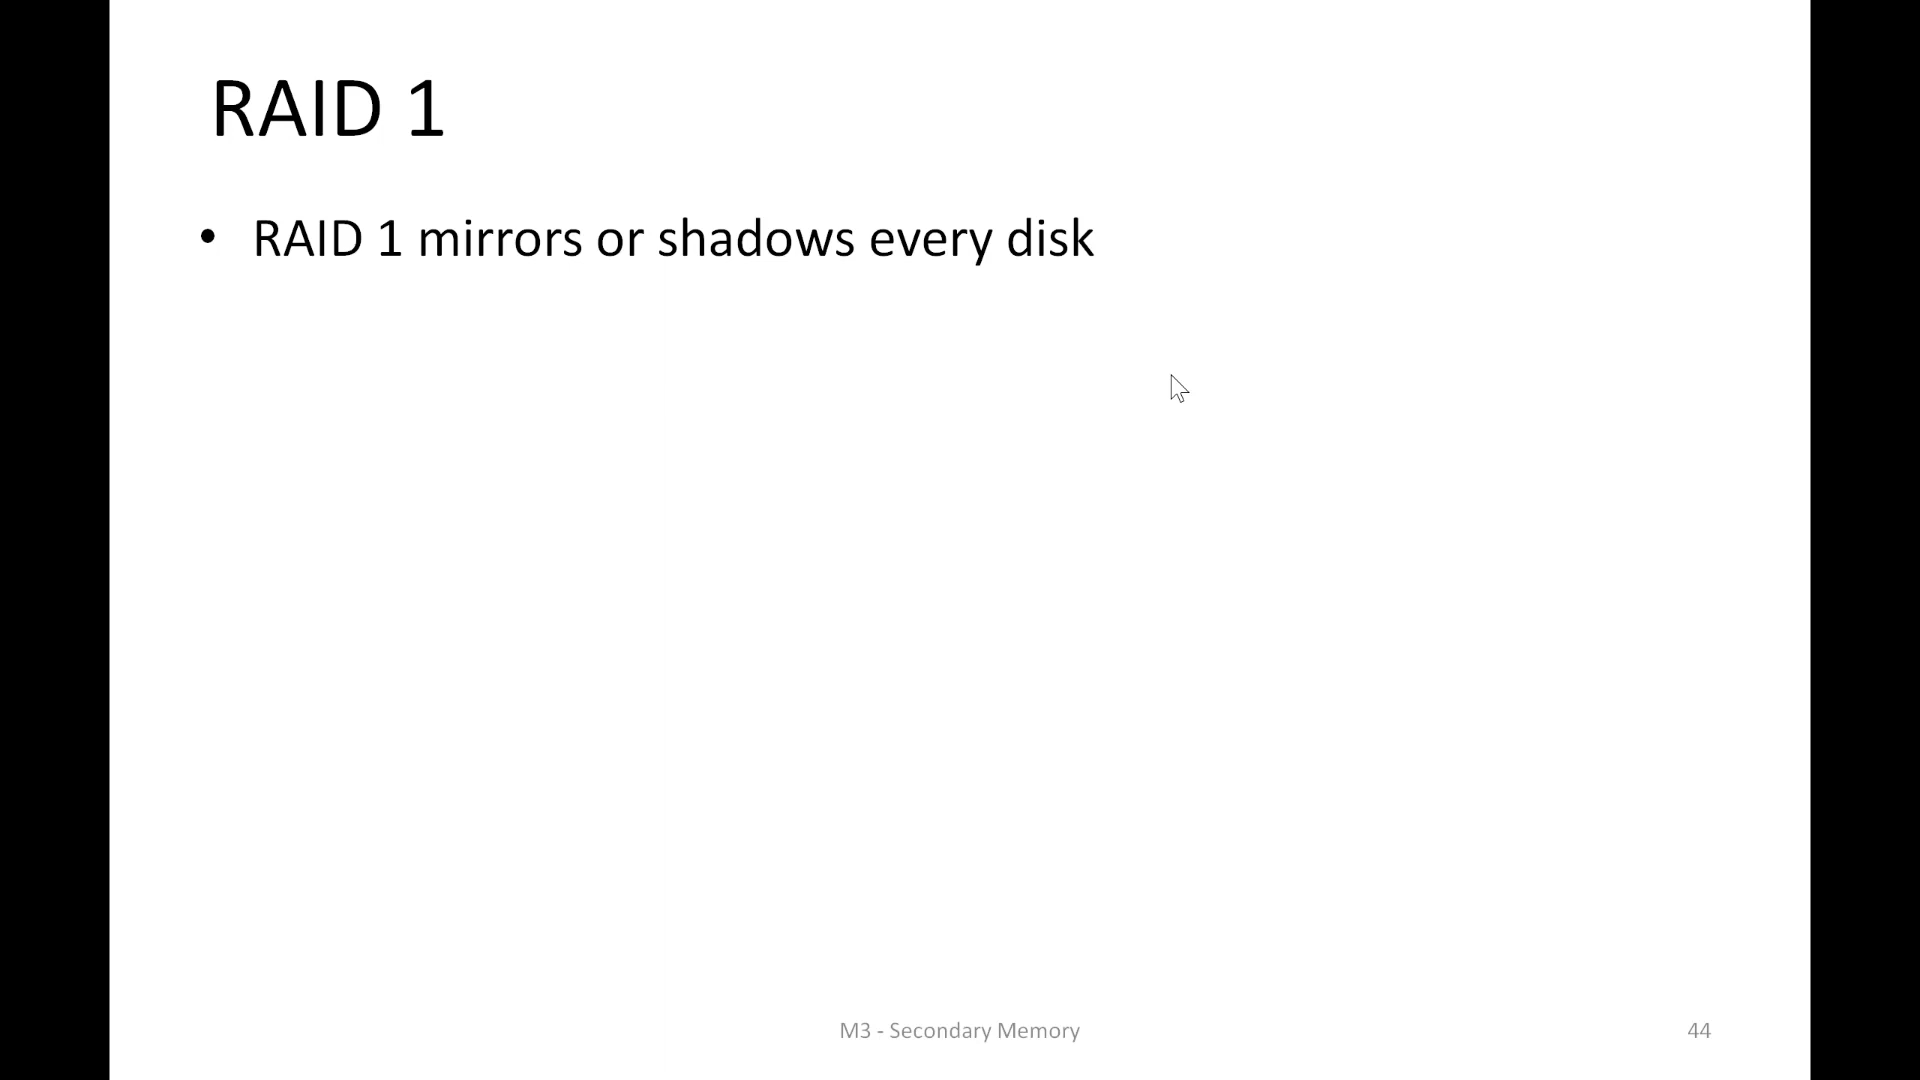 RAID 1
• RAID 1 mirrors or shadows every disk
M3 - Secondary Memory
44